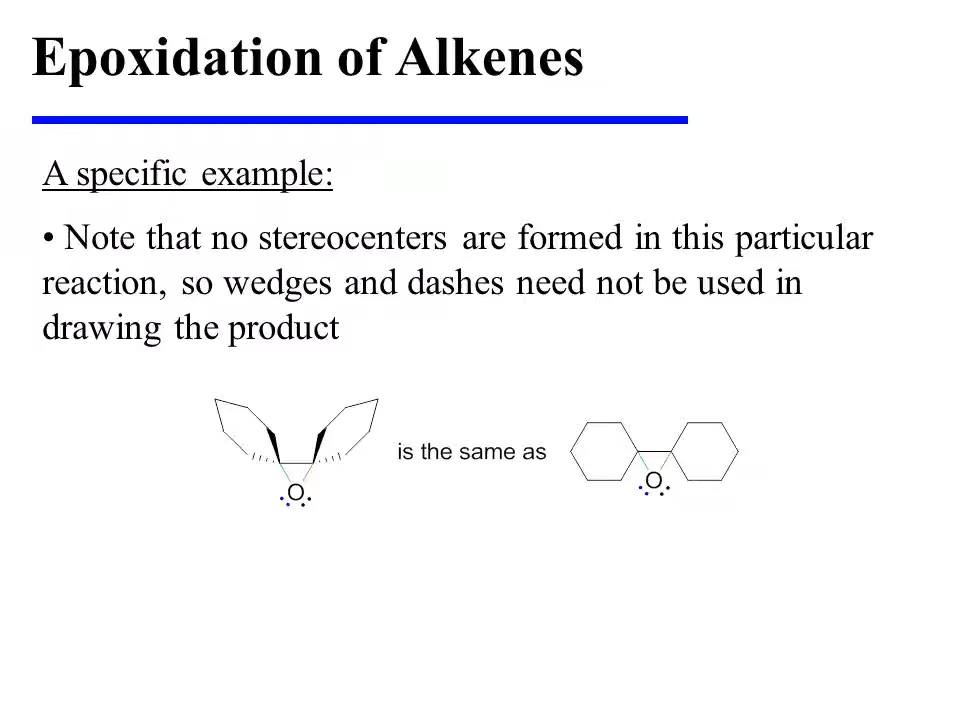 Epoxidation of Alkenes
A specific example:
• Note that no stereocenters are formed in this particular
reaction, so wedges and dashes need not be used in
drawing the product
is the same as
O
O